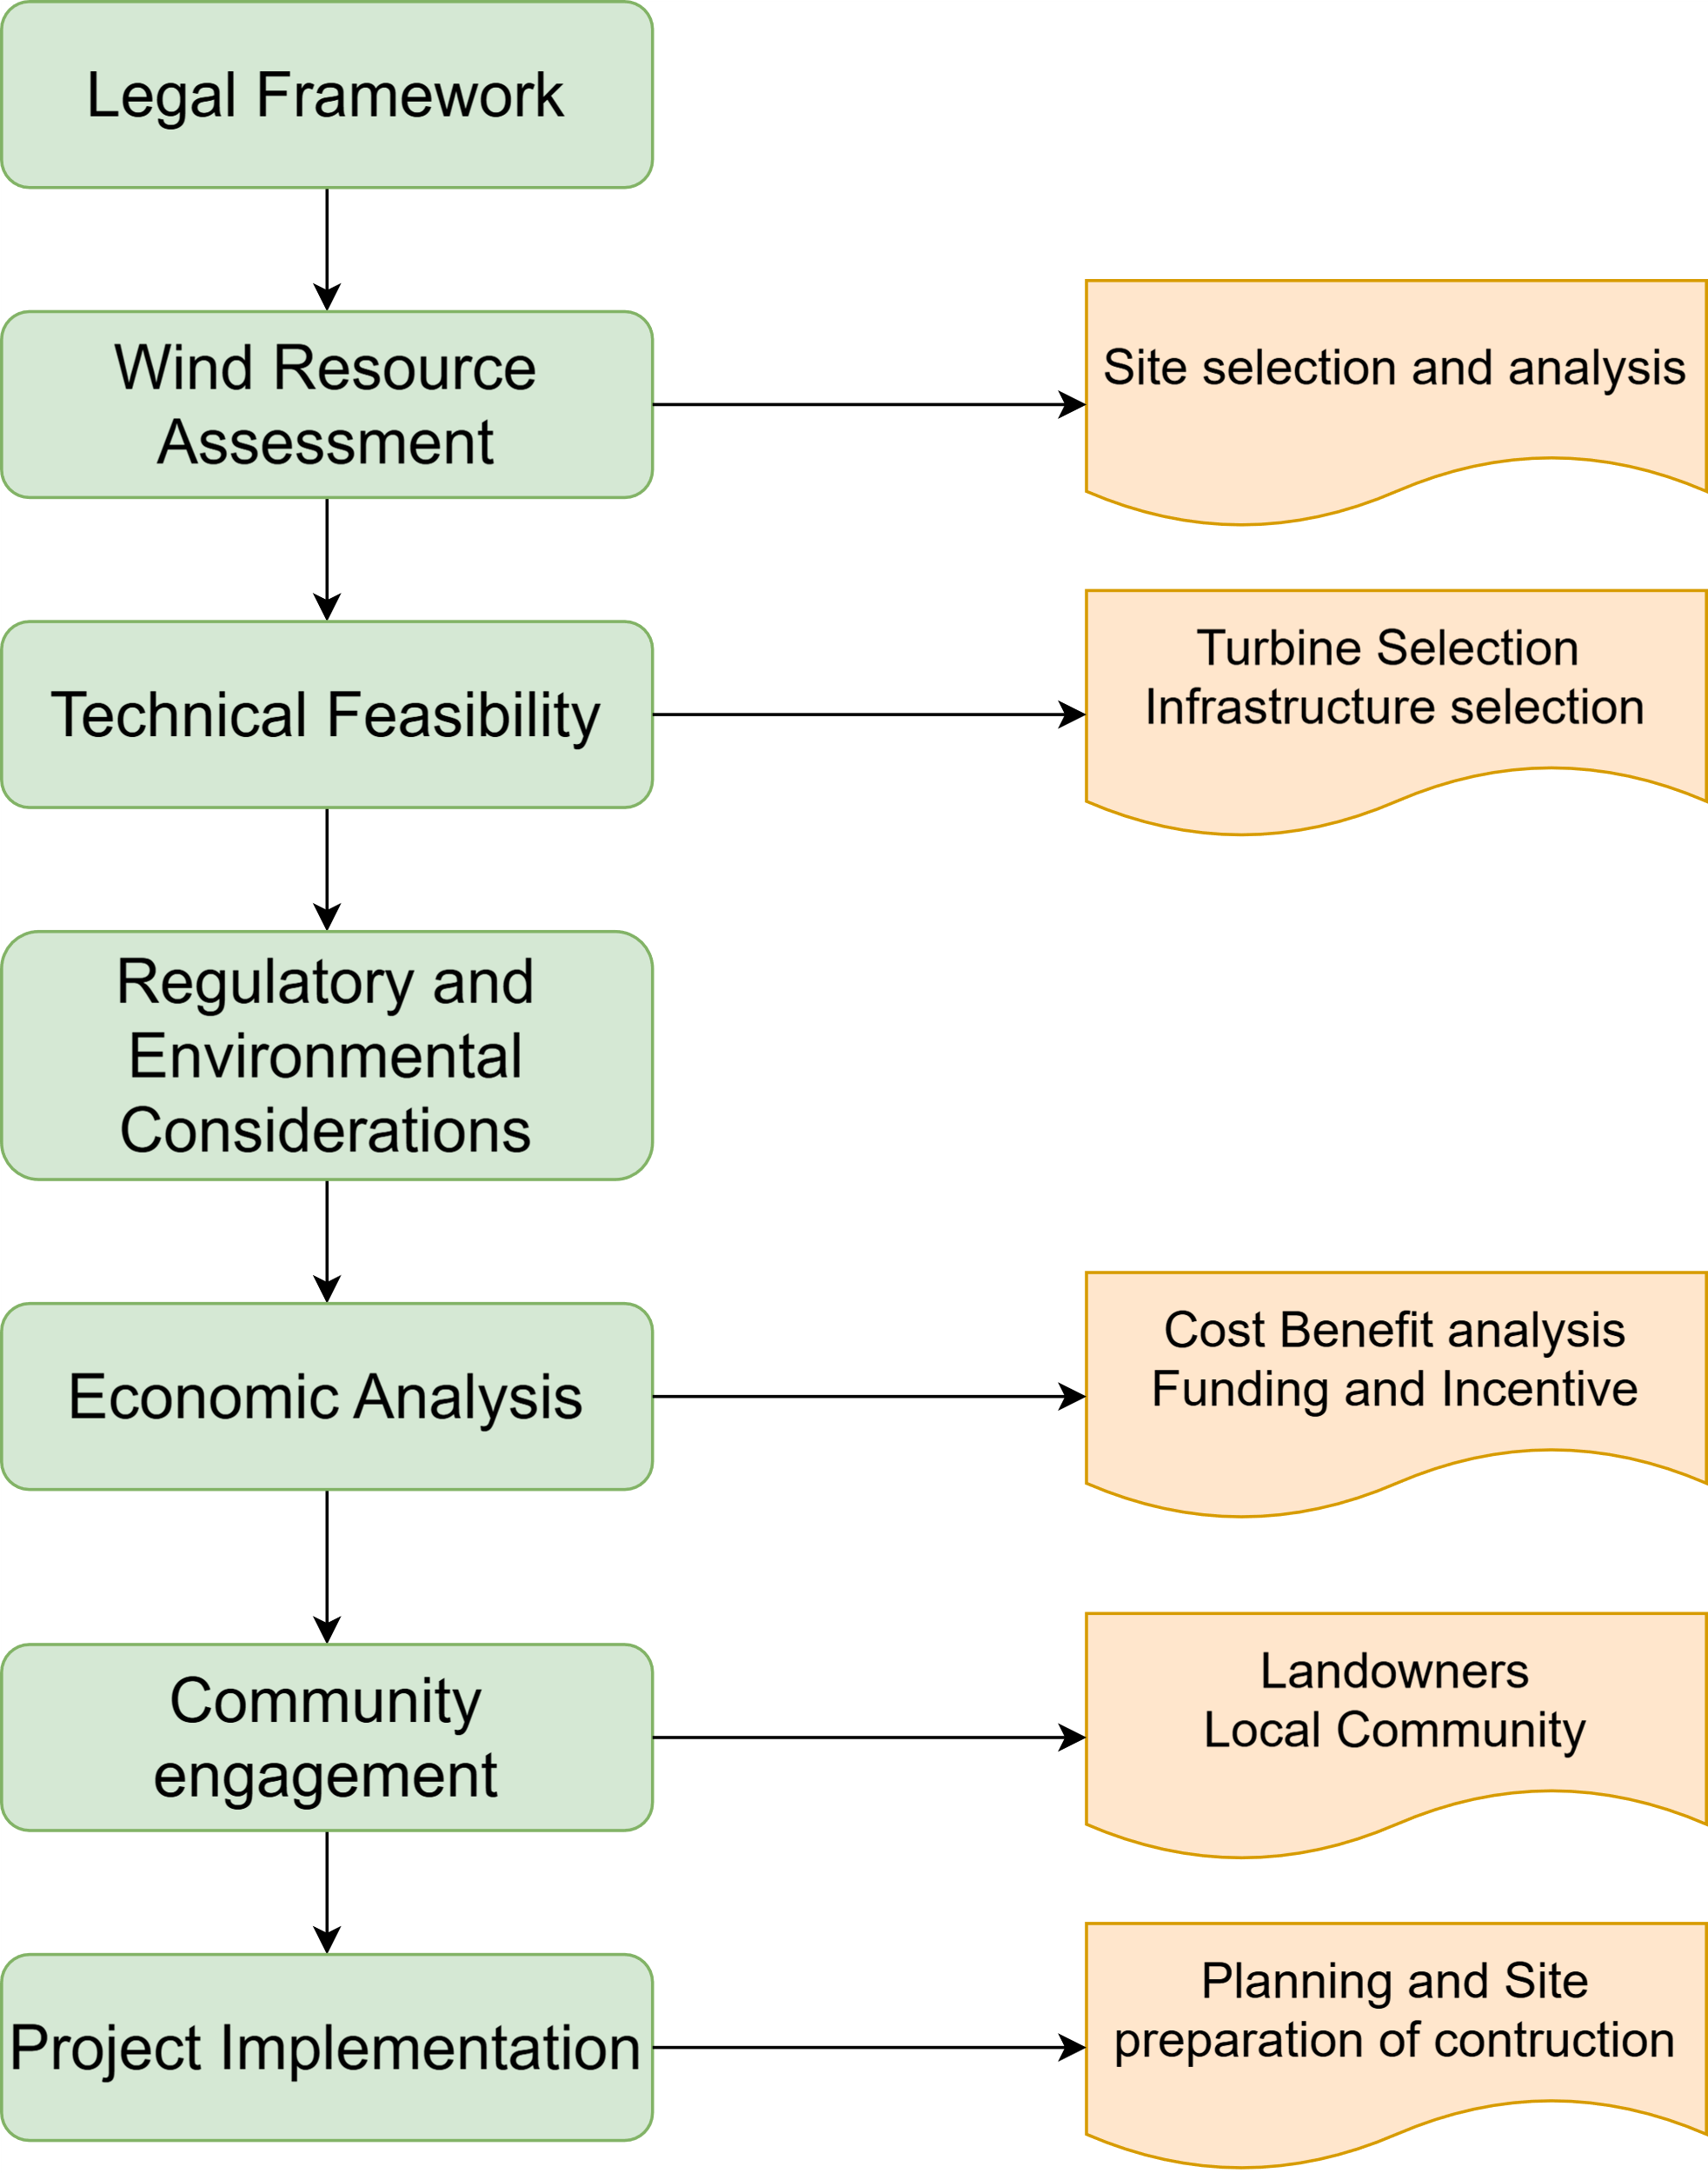 Legal Framework
Wind Resource
Assessment
Site selection and analysis
Technical Feasibility
Turbine Selection
Infrastructure selection
Regulatory and
Environmental
Considerations
Economic Analysis
Cost Benefit analysis
Funding and Incentive
Community
engagement
Landowners
Local Community
Project Implementation
Planning and Site
preparation of contruction